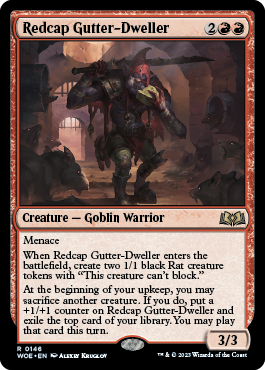 Redcap Gutter-Dweller 2
Creature — Goblin Warrior
Menace
When Redcap Gutter-Dweller enters the
battlefield, create two 1/1 black Rat creature
tokens with “This creature can't block.”
At the beginning of your upkeep, you may
sacrifice another creature. If you do, put a
+1/+1 counter on Redcap Gutter-Dweller and
exile the top card of your library. You may play
that card this turn.
3/3
R 0146
WOE • EN Alexey Kruglov
™ & © 2023 Wizards of the Coast